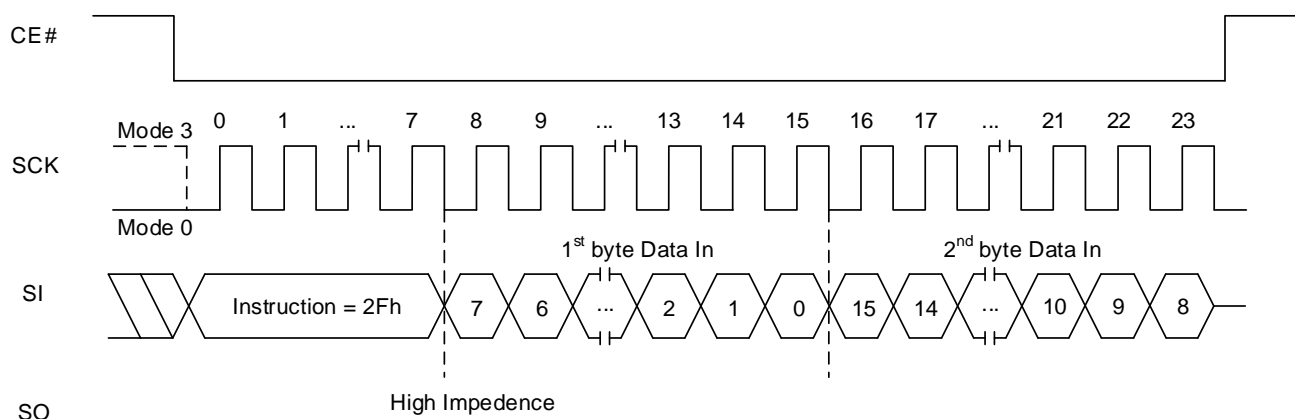 CE#
0 1 ... 7 8 9 ... 13 14 15 16 17 ... 21 22 23
Mode 3
SCK
Mode 0
1st byte Data In 2nd byte Data In
SI Instruction = 2Fh 7 6 ... 2 1 0 15 14 ... 10 9 8
High Impedence
SO